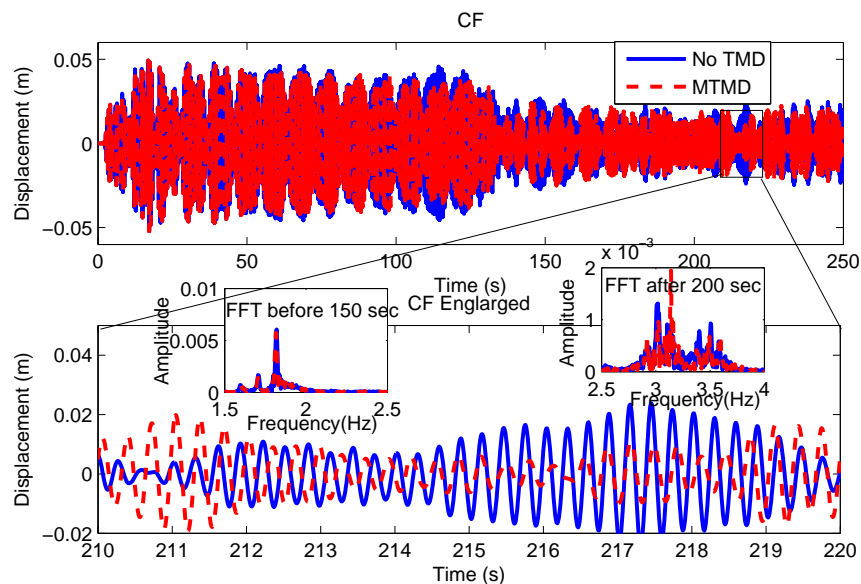 CF
Displacement (m)
0.05
0
−0.05
No TMD
MTMD
0 50 100 150 200 250
Time (s)
CF Englarged
Amplitude
0.01
0.005
0
FFT before 150 sec
1.5 2 2.5
Frequency(Hz)
x 10⁻³
Amplitude
2
1
0
FFT after 200 sec
2.5 3 3.5 4
Frequency(Hz)
Displacement (m)
0.04
0.02
0
−0.02
210 211 212 213 214 215 216 217 218 219 220
Time (s)